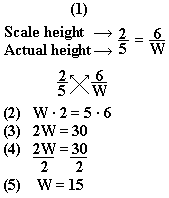 (1)
Scale height → 2/5 = 6/W
Actual height →
2/5 6/W
(2) W · 2 = 5 · 6
(3) 2W = 30
(4) 2W/2 = 30/2
(5) W = 15